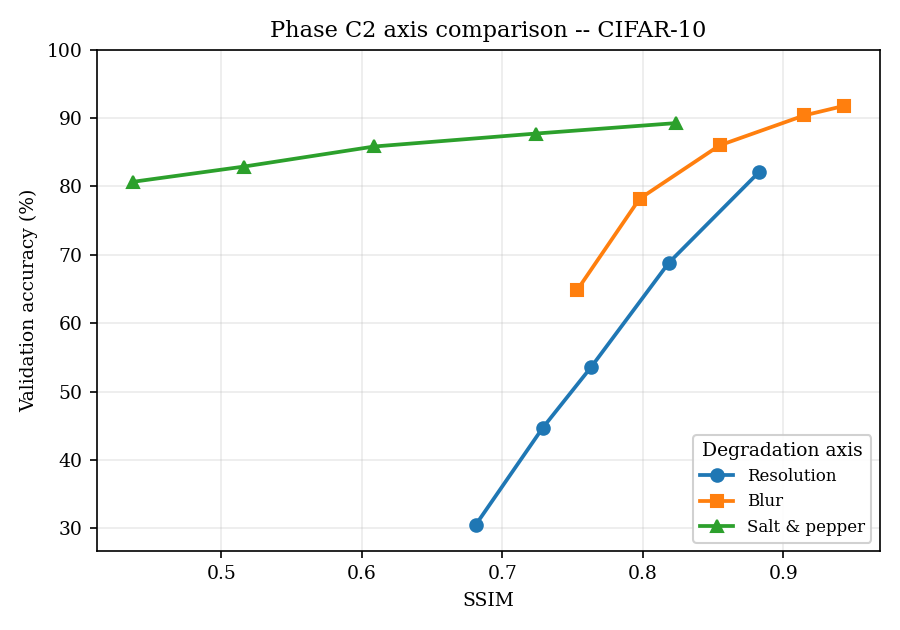 Phase C2 axis comparison -- CIFAR-10
100
90
80
70
60
50
40
30
Validation accuracy (%)
0.5
0.6
0.7
0.8
0.9
SSIM
Degradation axis
Resolution
Blur
Salt & pepper